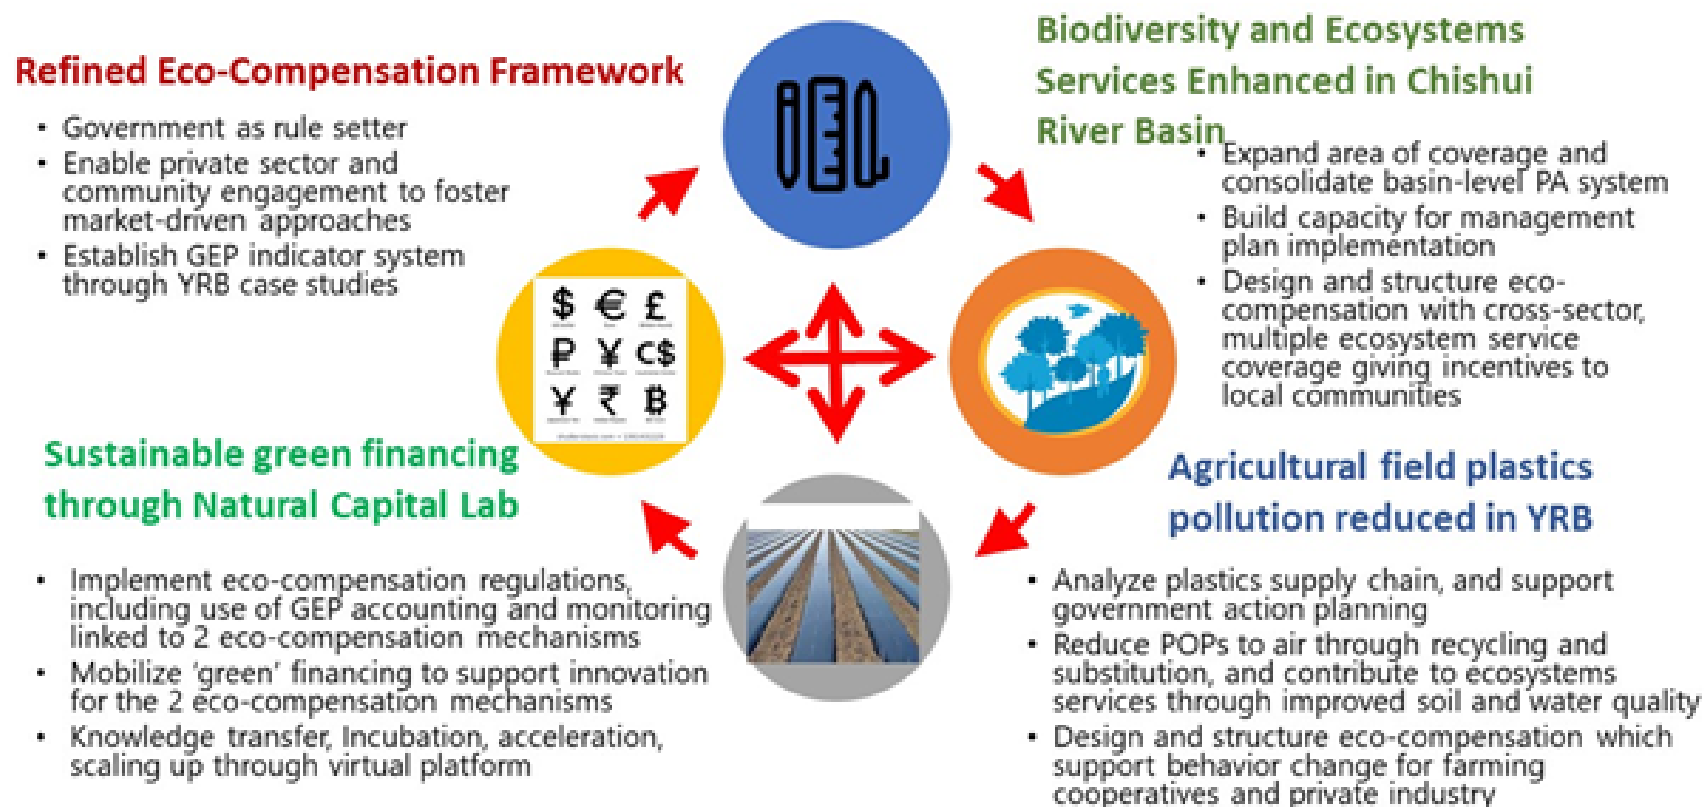 Refined Eco-Compensation Framework
• Government as rule setter
• Enable private sector and
community engagement to foster
market-driven approaches
• Establish GEP indicator system
through YRB case studies
Biodiversity and Ecosystems
Services Enhanced in Chishui
River Basin
• Expand area of coverage and
consolidate basin-level PA system
• Build capacity for management
plan implementation
• Design and structure eco-
compensation with cross-sector,
multiple ecosystem service
coverage giving incentives to
local communities
$ € £
₽ ¥ C$
¥ ₹ ₿
Sustainable green financing
through Natural Capital Lab
• Implement eco-compensation regulations,
including use of GEP accounting and monitoring
linked to 2 eco-compensation mechanisms
• Mobilize ‘green’ financing to support innovation
for the 2 eco-compensation mechanisms
• Knowledge transfer, Incubation, acceleration,
scaling up through virtual platform
Agricultural field plastics
pollution reduced in YRB
• Analyze plastics supply chain, and support
government action planning
• Reduce POPs to air through recycling and
substitution, and contribute to ecosystems
services through improved soil and water quality
• Design and structure eco-compensation which
support behavior change for farming
cooperatives and private industry